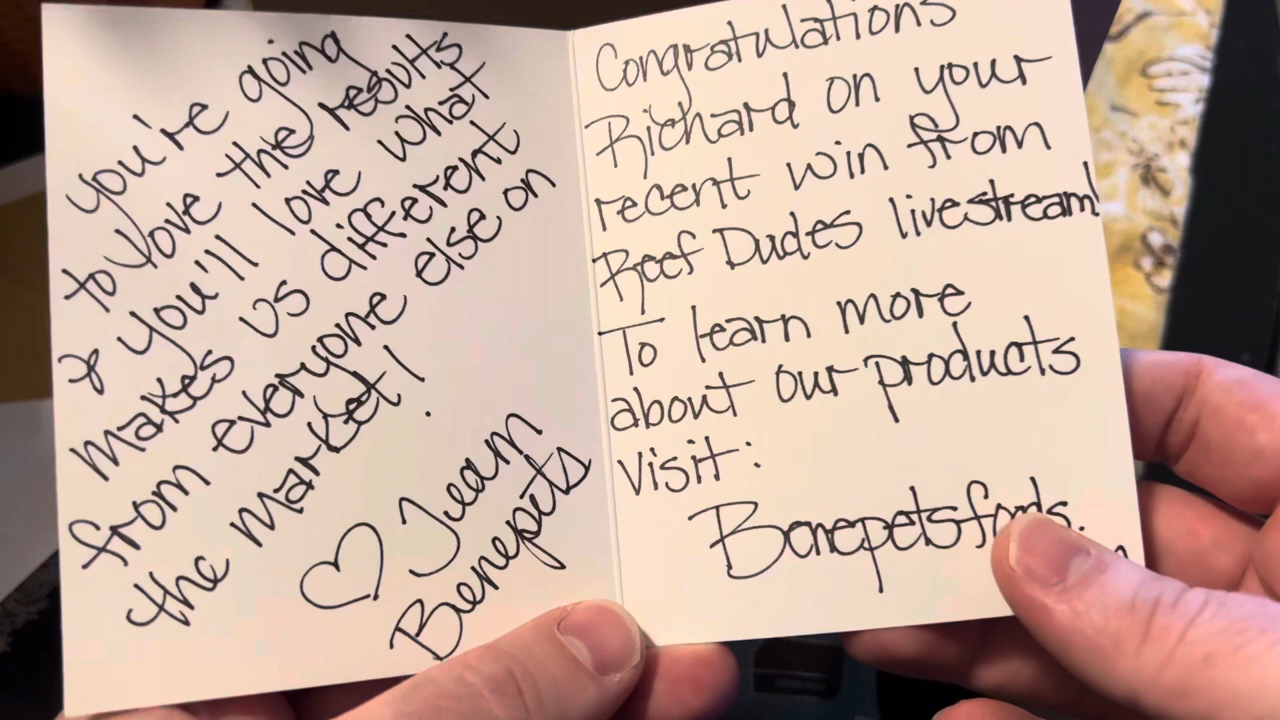 you're going
to love the results
& you'll love what
makes us different
from everyone else on
the market!
♡ Team
Benepets
Congratulations
Richard on your
recent win from
Reef Dudes livestream!
To learn more
about our products
visit: